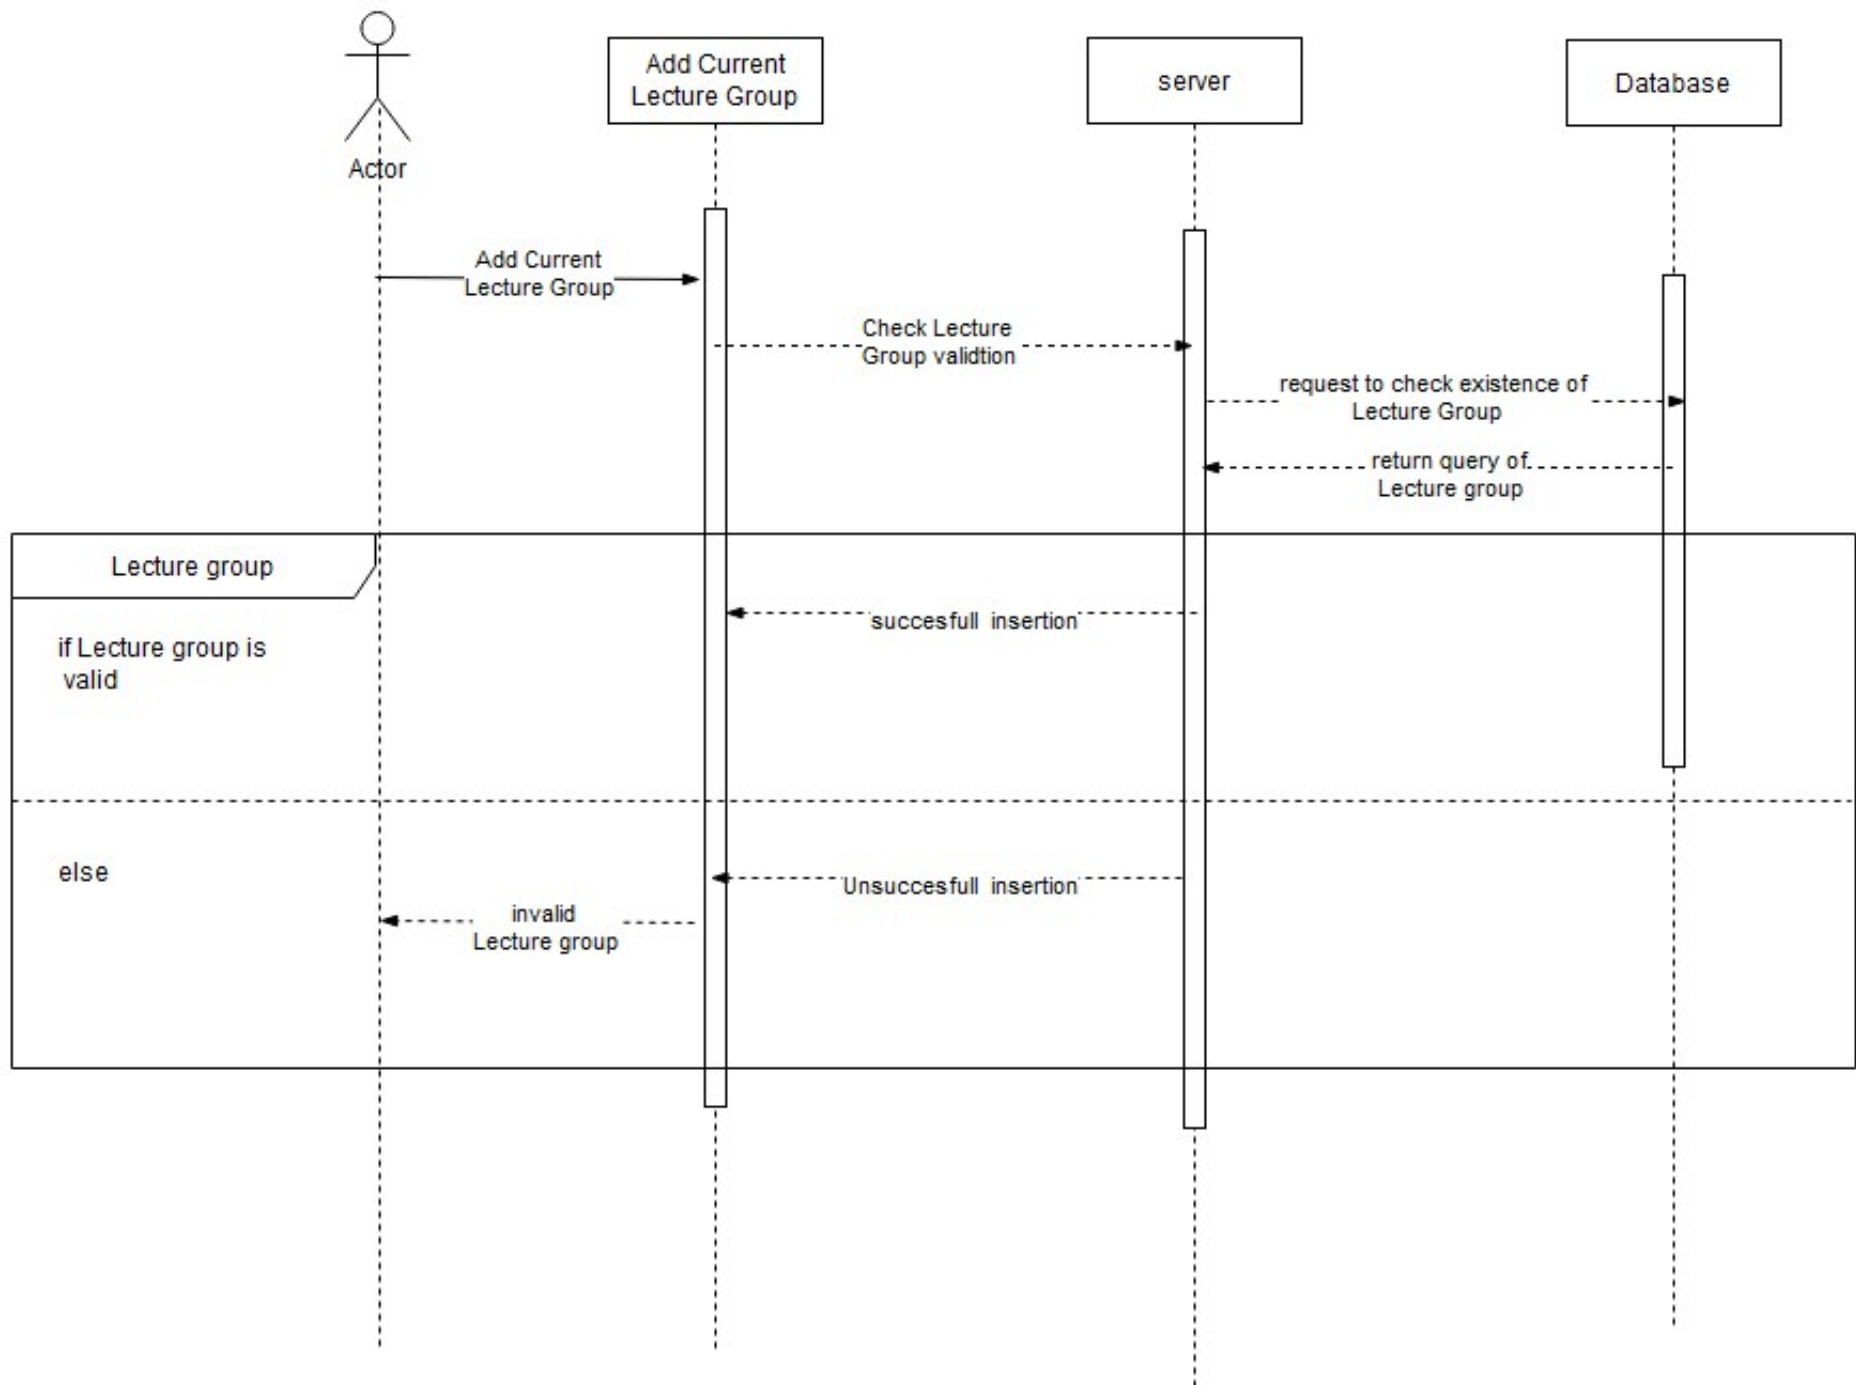 Add Current
Lecture Group
server
Database
Actor
Add Current
Lecture Group
Check Lecture
Group validtion
request to check existence of
Lecture Group
return query of
Lecture group
Lecture group
succesfull  insertion
if Lecture group is
valid
else
Unsuccesfull  insertion
invalid
Lecture group